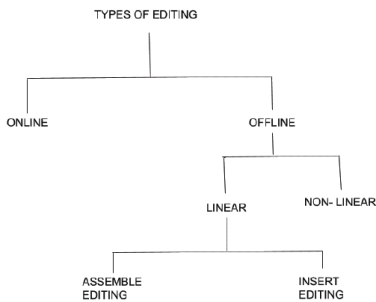 TYPES OF EDITING
ONLINE
OFFLINE
LINEAR
NON- LINEAR
ASSEMBLE
EDITING
INSERT
EDITING